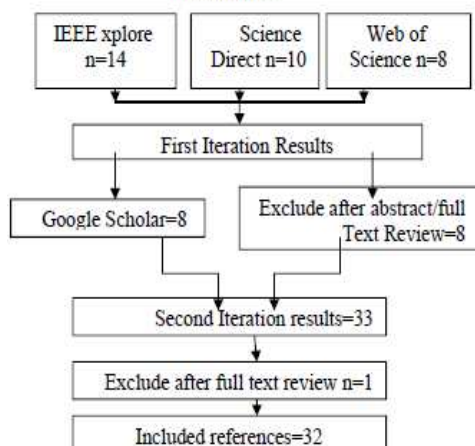 IEEE xplore
n=14
Science
Direct n=10
Web of
Science n=8
First Iteration Results
Google Scholar=8
Exclude after abstract/full
Text Review=8
Second Iteration results=33
Exclude after full text review n=1
Included references=32